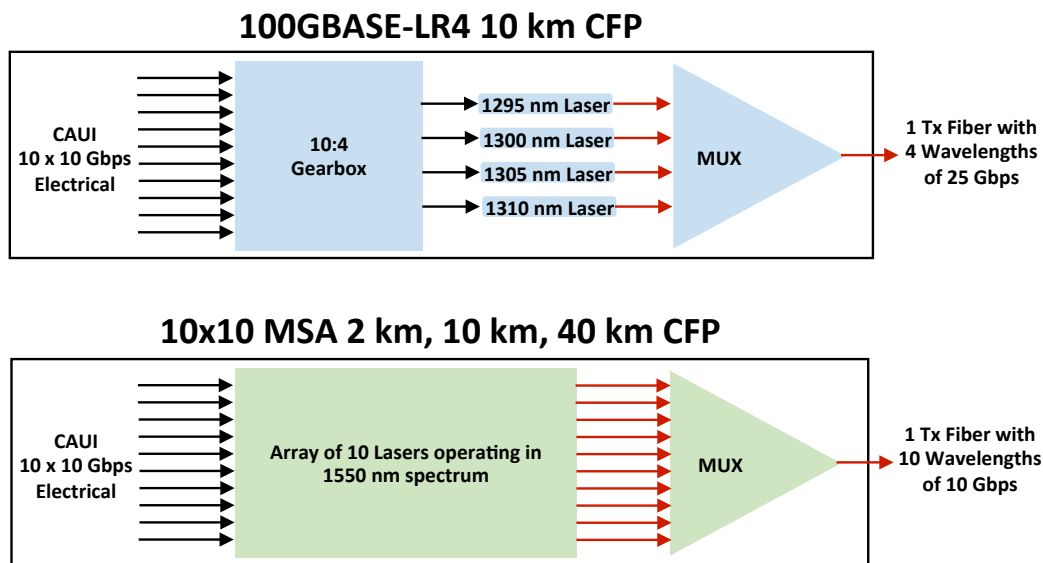 100GBASE-LR4 10 km CFP
CAUI
10 x 10 Gbps
Electrical
10:4
Gearbox
1295 nm Laser
1300 nm Laser
1305 nm Laser
1310 nm Laser
MUX
1 Tx Fiber with
4 Wavelengths
of 25 Gbps
10x10 MSA 2 km, 10 km, 40 km CFP
CAUI
10 x 10 Gbps
Electrical
Array of 10 Lasers operating in
1550 nm spectrum
MUX
1 Tx Fiber with
10 Wavelengths
of 10 Gbps